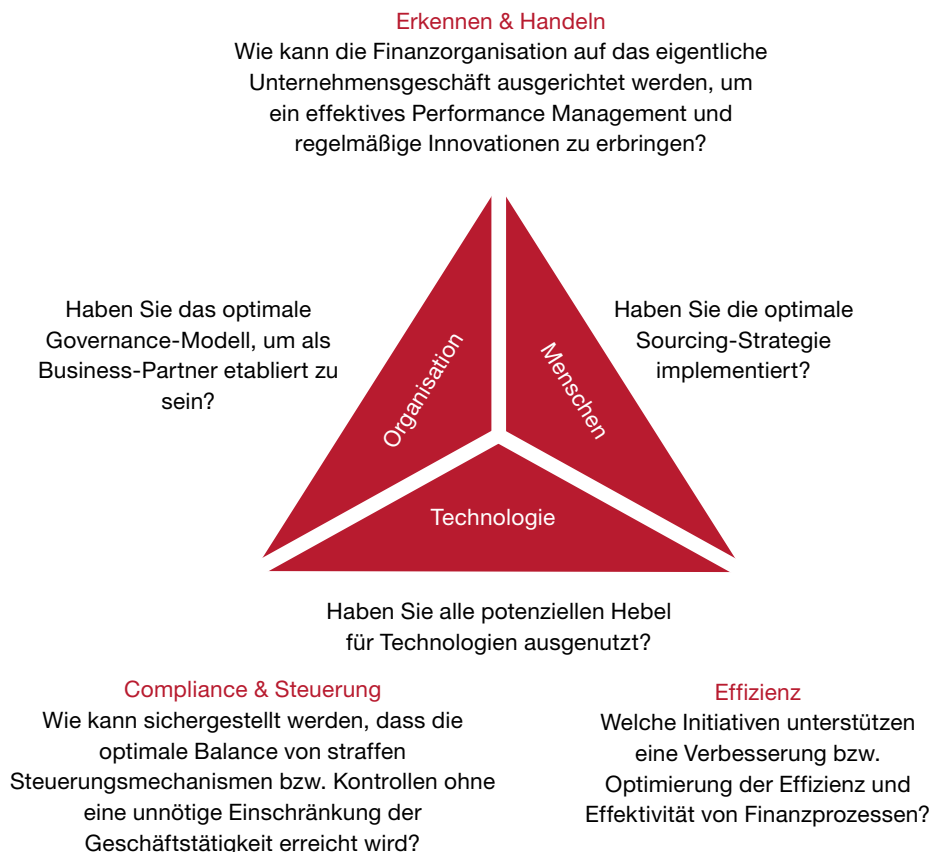 Erkennen & Handeln
Wie kann die Finanzorganisation auf das eigentliche
Unternehmensgeschäft ausgerichtet werden, um
ein effektives Performance Management und
regelmäßige Innovationen zu erbringen?
Haben Sie das optimale
Governance-Modell, um als
Business-Partner etabliert zu
sein?
Organisation
Menschen
Haben Sie die optimale
Sourcing-Strategie
implementiert?
Technologie
Haben Sie alle potenziellen Hebel
für Technologien ausgenutzt?
Compliance & Steuerung
Wie kann sichergestellt werden, dass die
optimale Balance von straffen
Steuerungsmechanismen bzw. Kontrollen ohne
eine unnötige Einschränkung der
Geschäftstätigkeit erreicht wird?
Effizienz
Welche Initiativen unterstützen
eine Verbesserung bzw.
Optimierung der Effizienz und
Effektivität von Finanzprozessen?